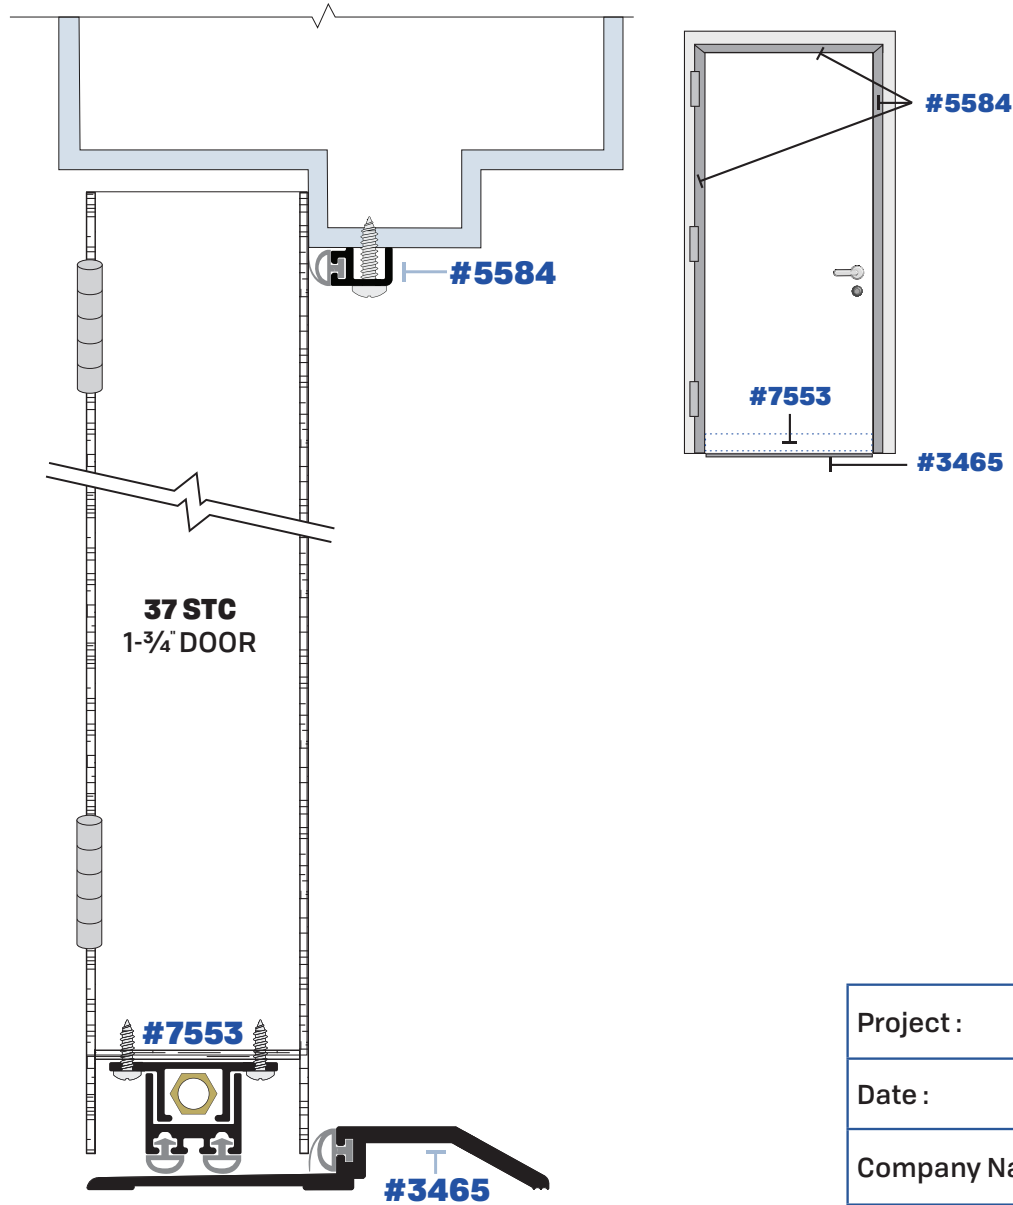 #5584
#5584
#7553
#3465
37 STC
1-¾" DOOR
#7553
#3465
Project :
Date :
Company Na